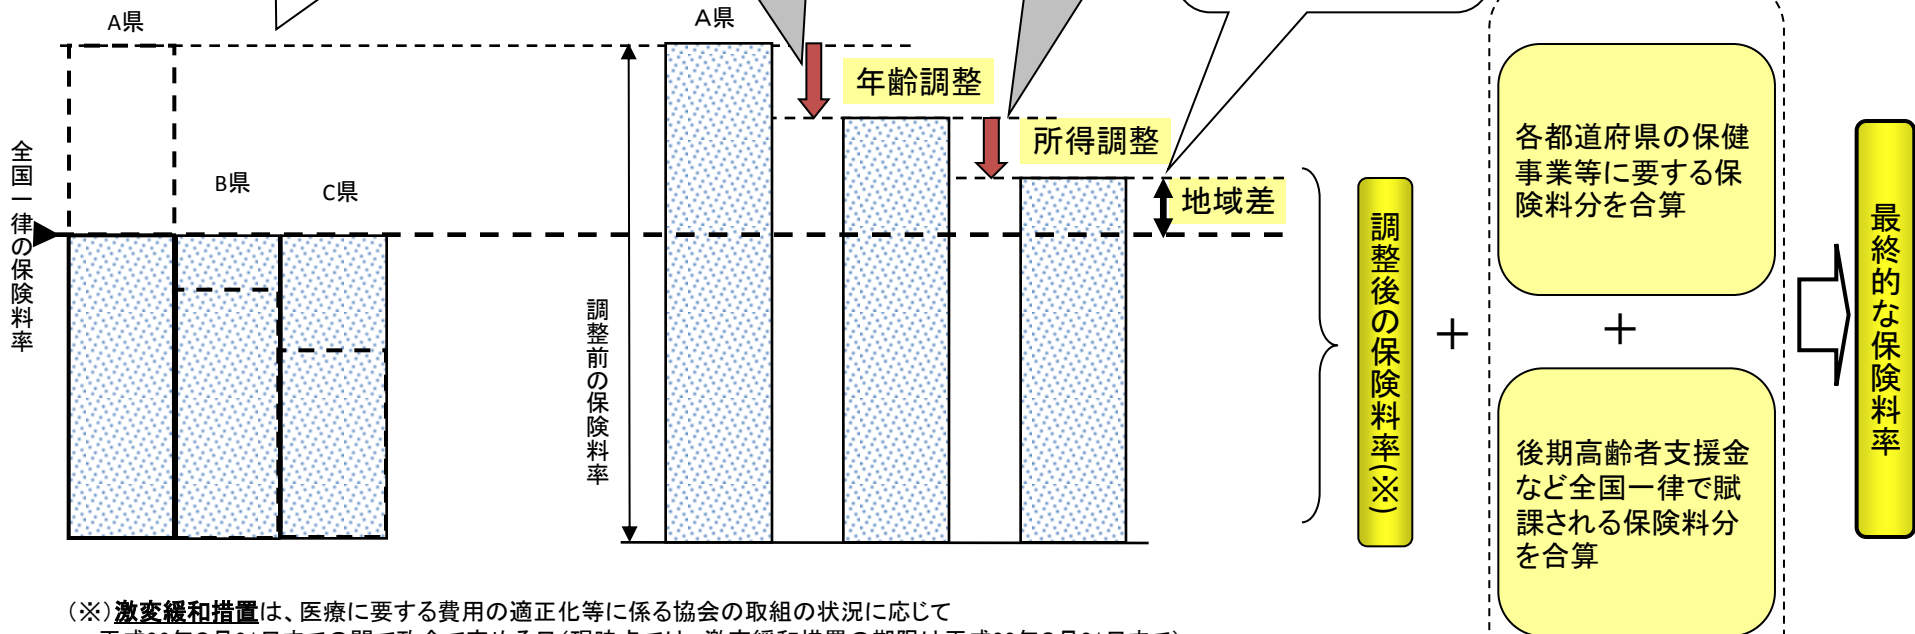 A県
全国一律の保険料率
B県
C県
A県
調整前の保険料率
年齢調整
所得調整
地域差
調整後の保険料率(※)
＋
各都道府県の保健
事業等に要する保
険料分を合算
＋
後期高齢者支援金
など全国一律で賦
課される保険料分
を合算
最終的な保険料率
(※)激変緩和措置は、医療に要する費用の適正化等に係る協会の取組の状況に応じて